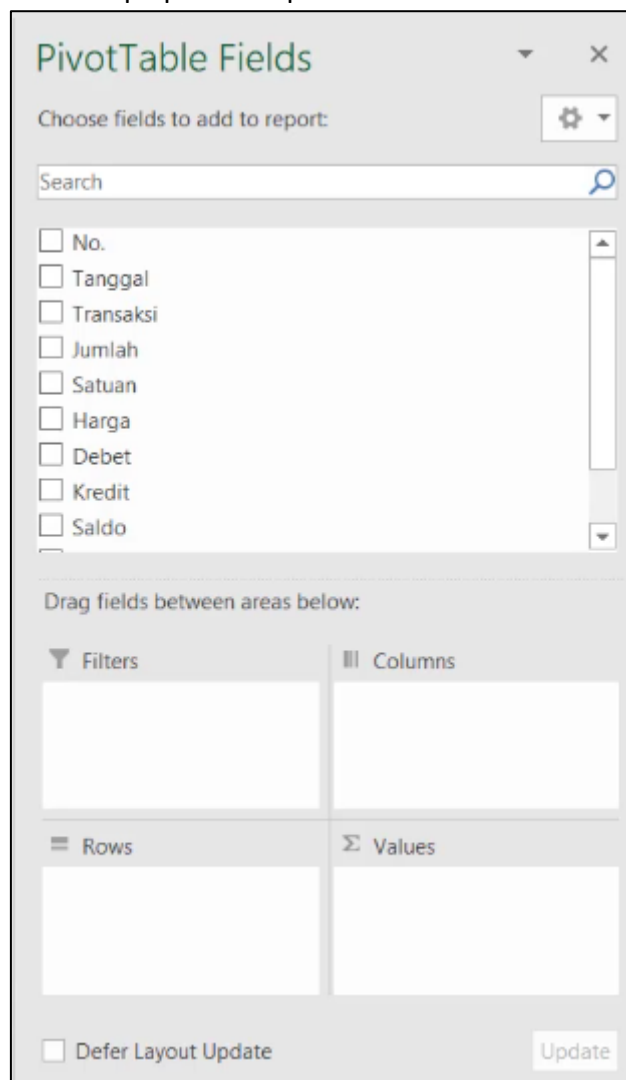 PivotTable Fields
Choose fields to add to report:
Search
No.
Tanggal
Transaksi
Jumlah
Satuan
Harga
Debet
Kredit
Saldo
Drag fields between areas below:
Filters
Columns
Rows
Σ Values
Defer Layout Update
Update